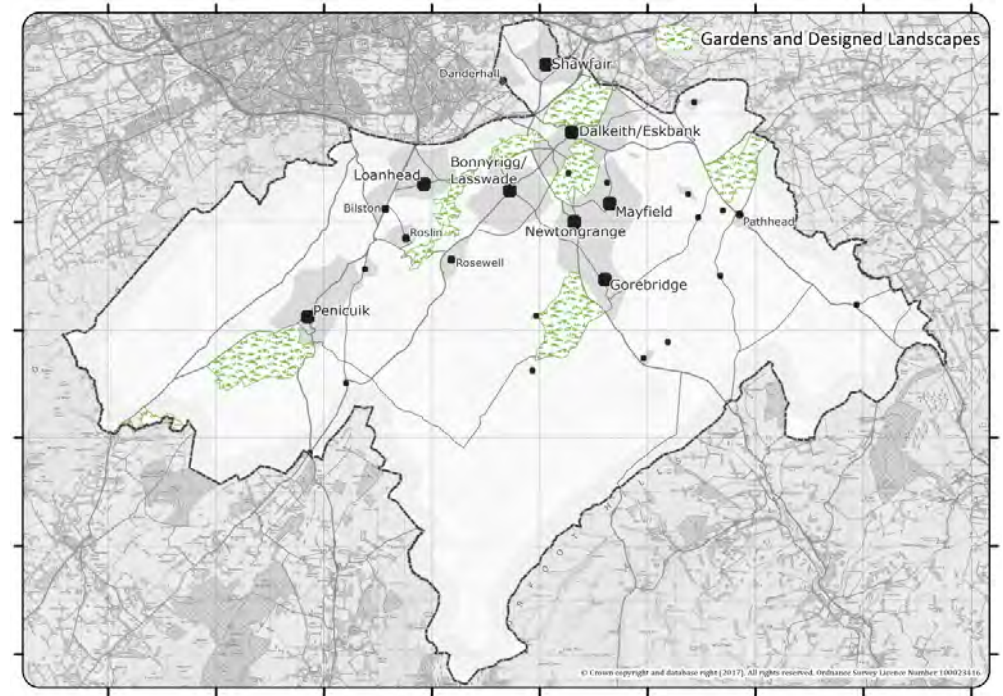 Gardens and Designed Landscapes
Shawfair
Danderhall
Dalkeith/Eskbank
Bonnyrigg/
Lasswade
Loanhead
Bilston
Mayfield
Pathhead
Newtongrange
Roslin
Rosewell
Gorebridge
Penicuik
© Crown copyright and database right (2017). All rights reserved. Ordnance Survey Licence Number 100023416